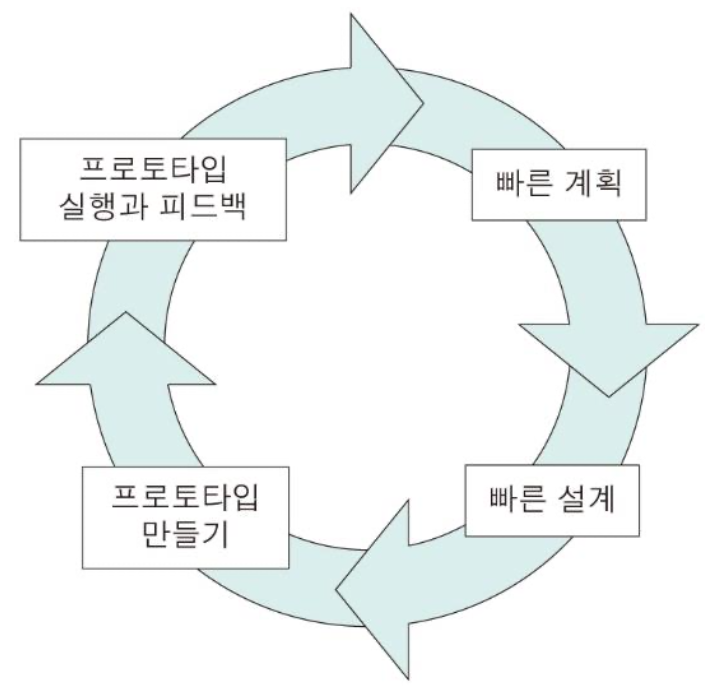 프로토타입
실행과 피드백
빠른 계획
프로토타입
만들기
빠른 설계